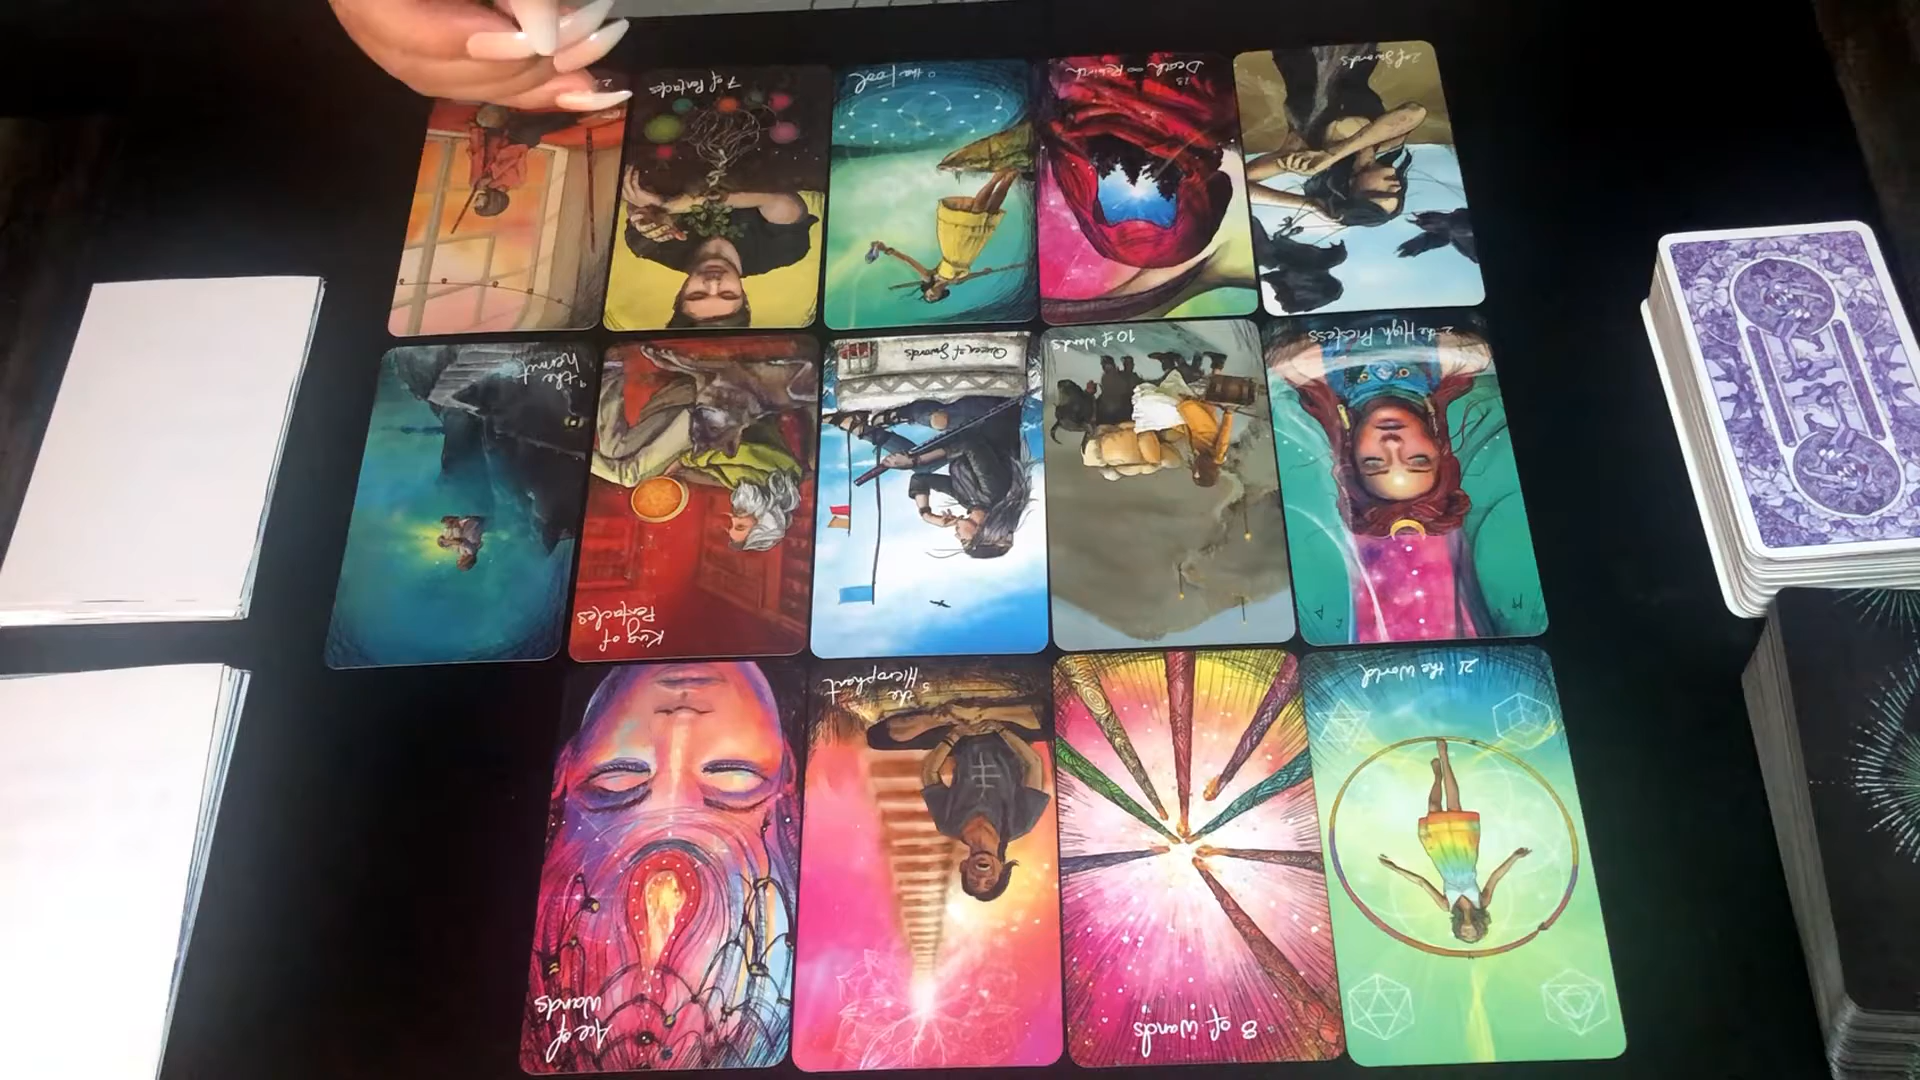 2
7 of Pentacles
0 the Fool
13
Death ∞ Rebirth
2 of Swords
9 the
hermit
King of
Pentacles
Queen of Swords
10 of wands
2. the High Priestess
Ace of
wands
5 the
Hierophant
8 of wands
21. the World